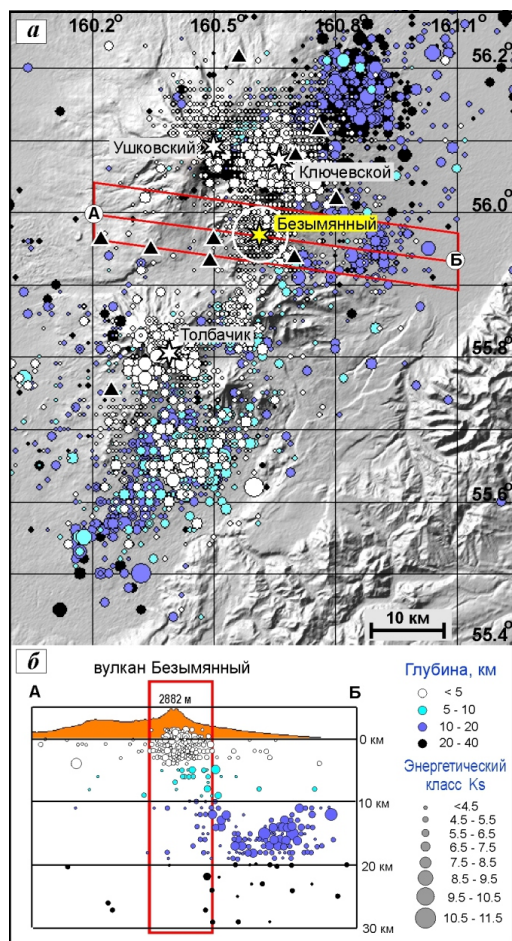 а
160.2°
160.5°
160.8°
161.1°
56.2°
Ушковский
Ключевской
56.0°
А
Безымянный
Б
Толбачик
55.8°
55.6°
10 км
55.4°
б
вулкан Безымянный
А
Б
2882 м
0 км
10 км
20 км
30 км
Глубина, км
< 5
5 - 10
10 - 20
20 - 40
Энергетический
класс Ks
<4.5
4.5 - 5.5
5.5 - 6.5
6.5 - 7.5
7.5 - 8.5
8.5 - 9.5
9.5 - 10.5
10.5 - 11.5